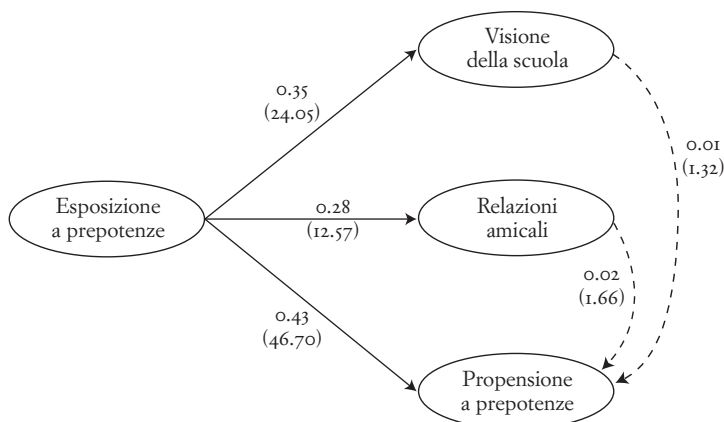 Visione
della scuola
0.35
(24.05)
0.01
(1.32)
Esposizione
a prepotenze
0.28
(12.57)
Relazioni
amicali
0.02
(1.66)
0.43
(46.70)
Propensione
a prepotenze